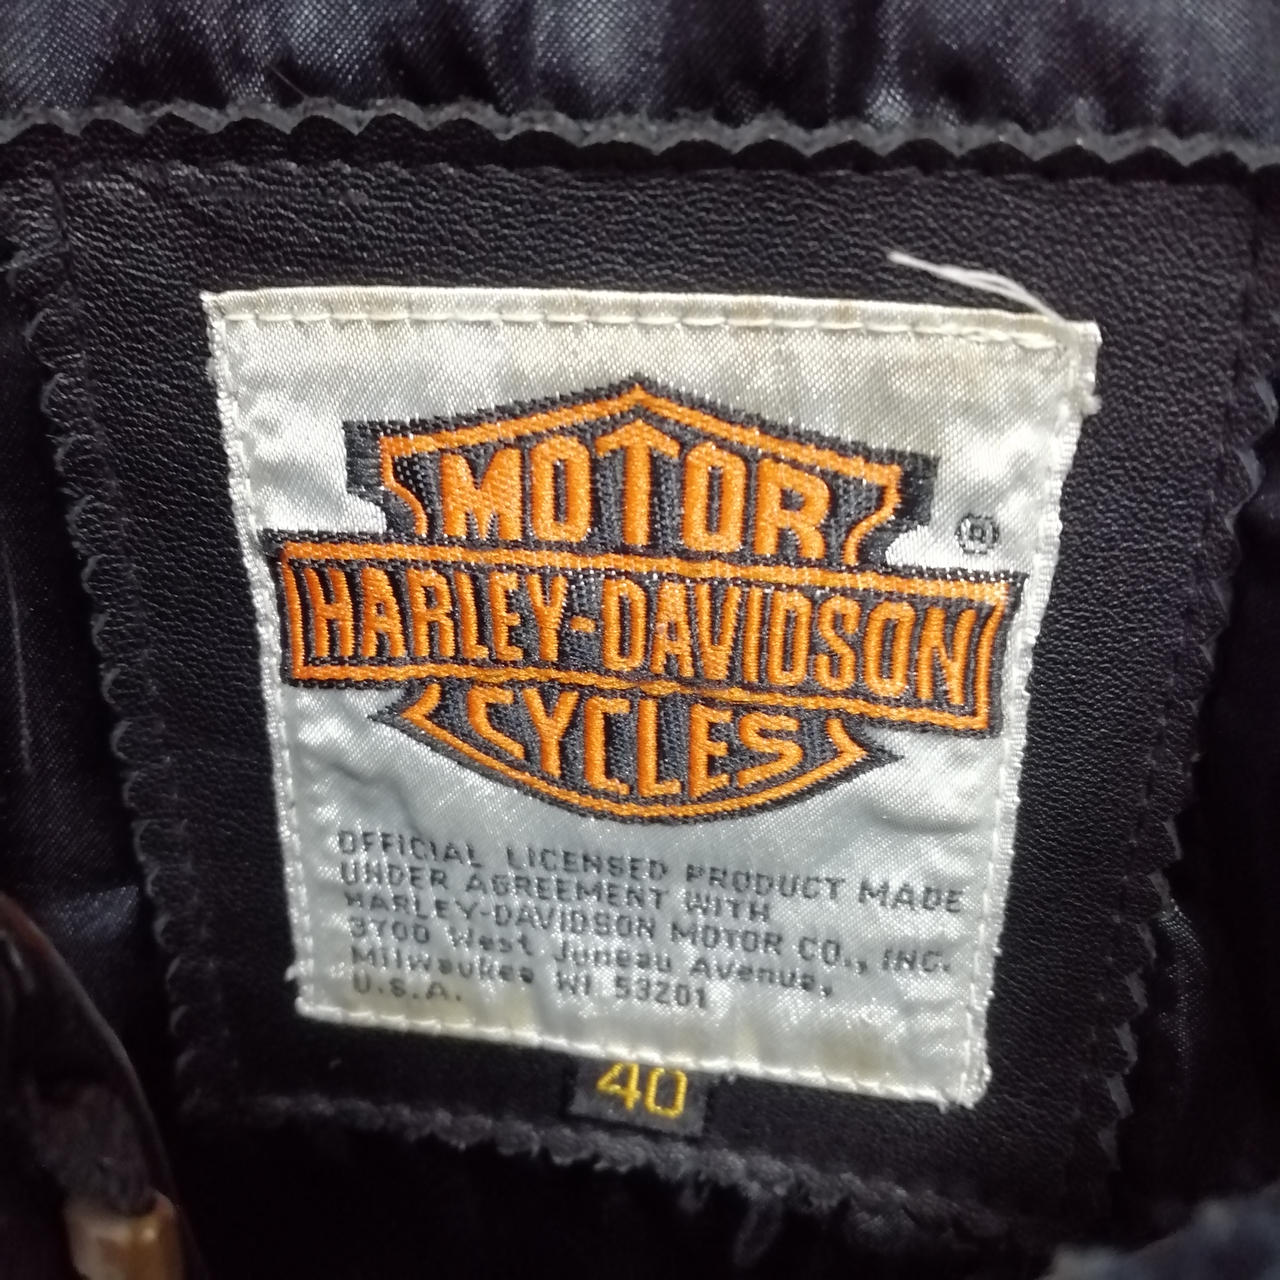 MOTOR
®
HARLEY-DAVIDSON
CYCLES
OFFICIAL LICENSED PRODUCT MADE
UNDER AGREEMENT WITH
HARLEY-DAVIDSON MOTOR CO., INC.
3700 West Juneau Avenue,
Milwaukee WI 53201
U.S.A.
40